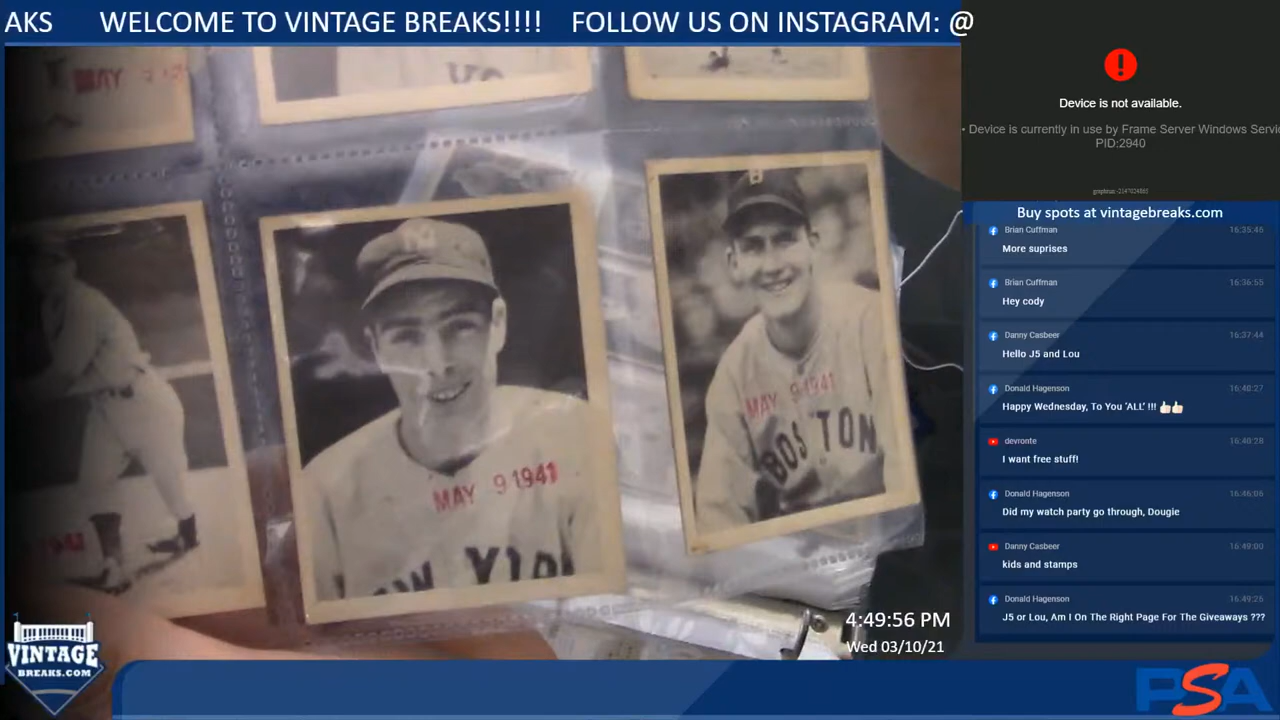 AKS WELCOME TO VINTAGE BREAKS!!!! FOLLOW US ON INSTAGRAM: @
Device is not available.
• Device is currently in use by Frame Server Windows Servi
PID:2940
Buy spots at vintagebreaks.com
Brian Cuffman 16:35:46
More suprises
Brian Cuffman 16:36:55
Hey cody
Danny Casbeer 16:37:44
Hello J5 and Lou
Donald Hagenson 16:40:27
Happy Wednesday, To You 'ALL' !!! 👍🏻👍🏻
devronte 16:40:28
I want free stuff!
Donald Hagenson 16:46:06
Did my watch party go through, Dougie
Danny Casbeer 16:49:00
kids and stamps
Donald Hagenson 16:49:26
J5 or Lou, Am I On The Right Page For The Giveaways ???
MAY 9 1941
MAY 9 1941
BOSTON
4:49:56 PM
Wed 03/10/21
VINTAGE
BREAKS.COM
PSA